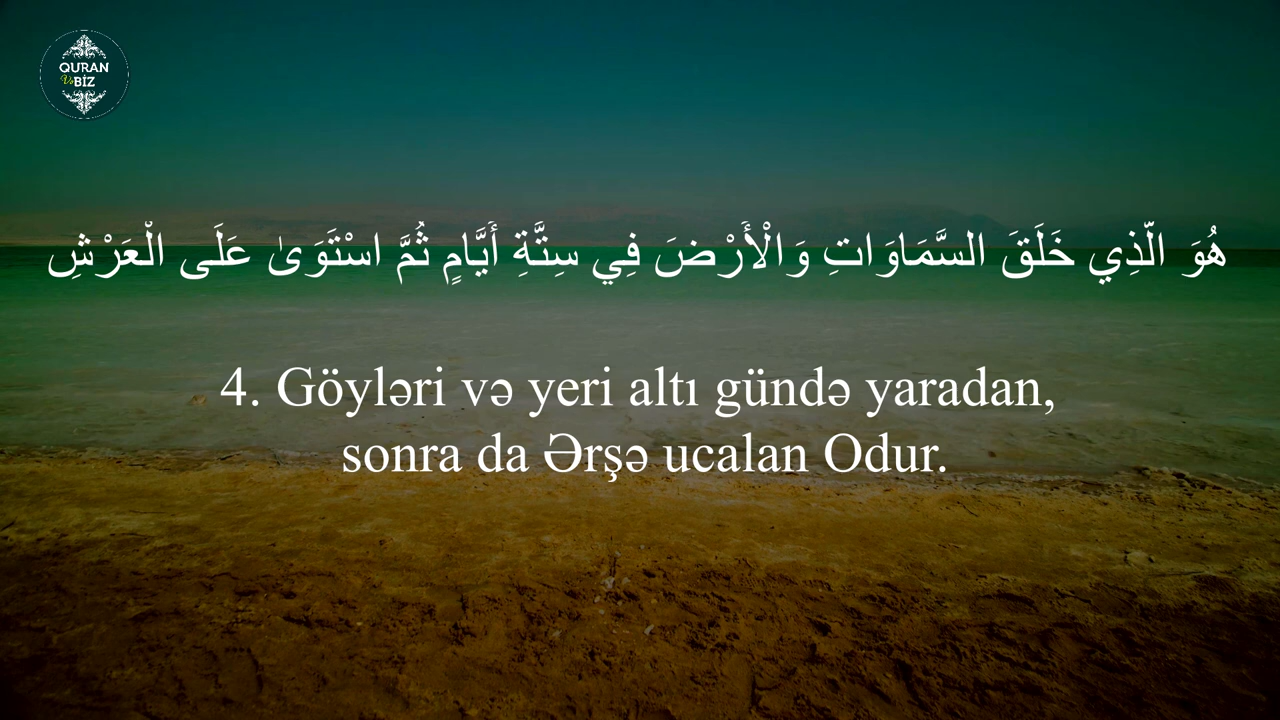 QURAN
Və BİZ
هُوَ الَّذِي خَلَقَ السَّمَاوَاتِ وَالْأَرْضَ فِي سِتَّةِ أَيَّامٍ ثُمَّ اسْتَوَىٰ عَلَى الْعَرْشِ
4. Göyləri və yeri altı gündə yaradan,
sonra da Ərşə ucalan Odur.